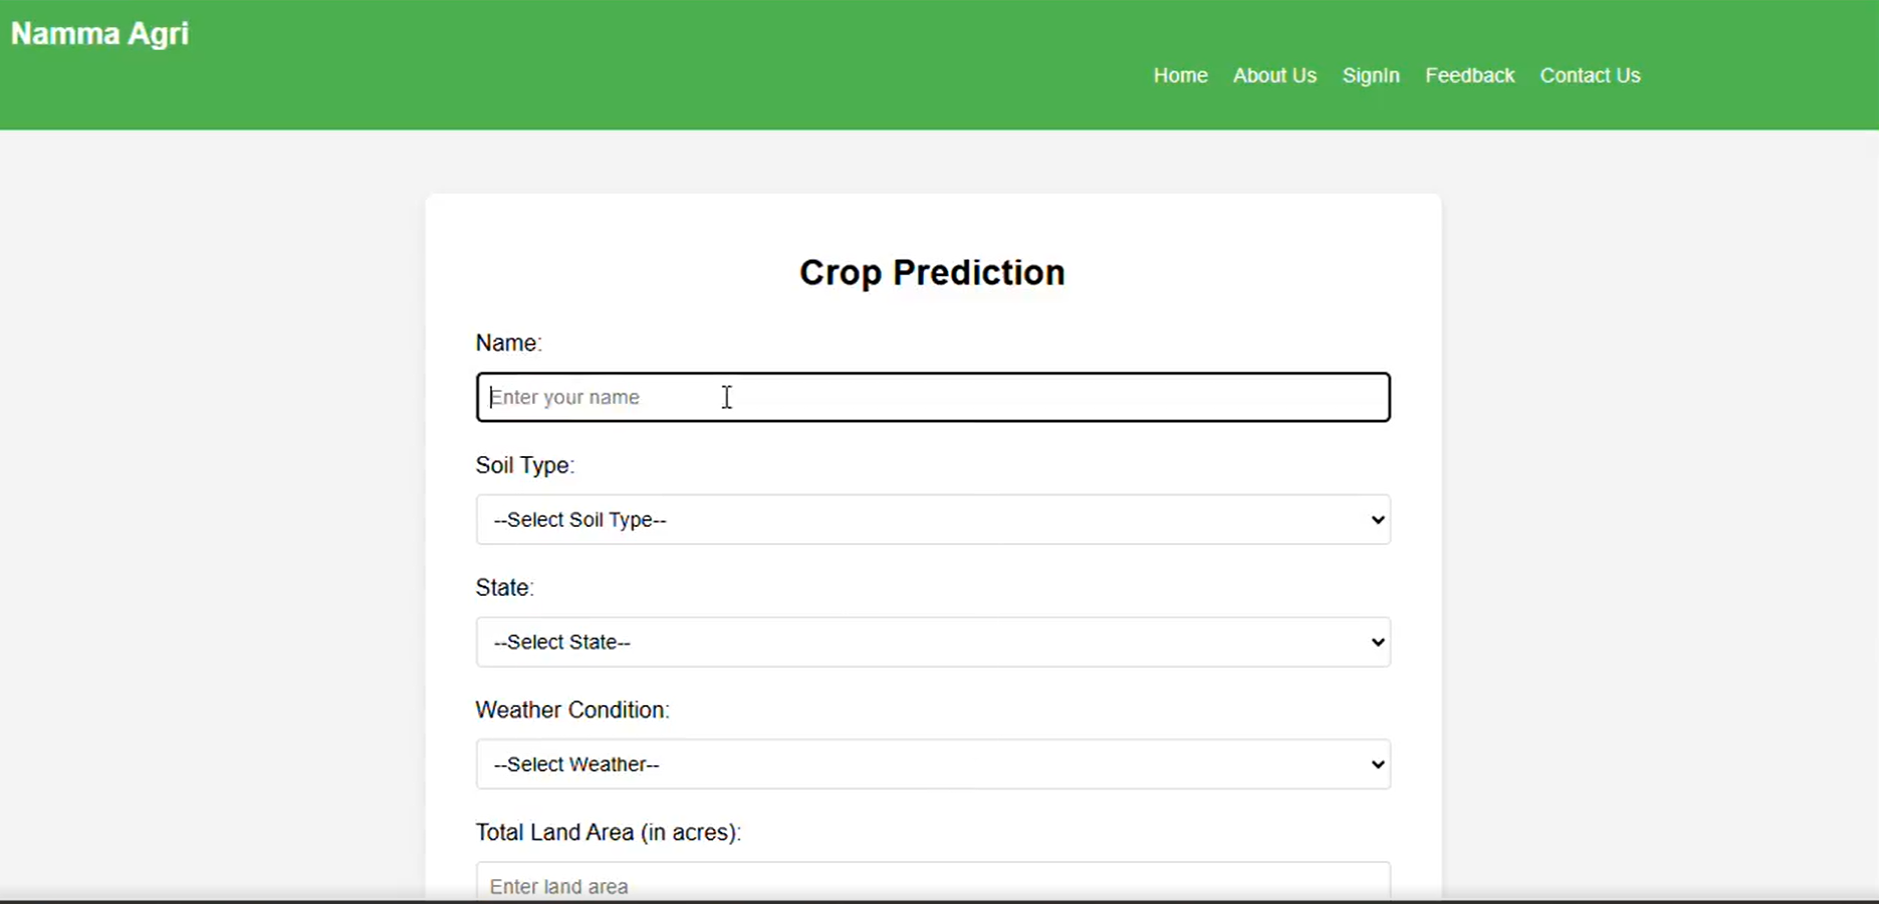 Namma Agri
Home About Us SignIn Feedback Contact Us
Crop Prediction
Name:
Enter your name
Soil Type:
--Select Soil Type--
State:
--Select State--
Weather Condition:
--Select Weather--
Total Land Area (in acres):
Enter land area